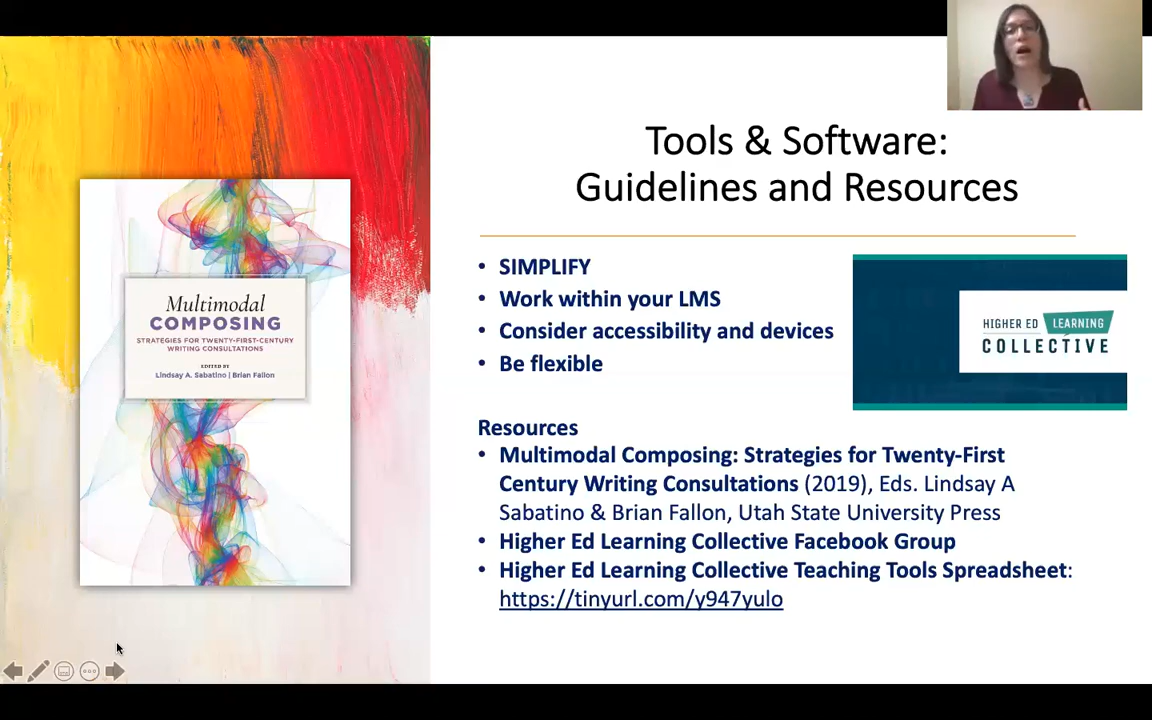 Multimodal
COMPOSING
STRATEGIES FOR TWENTY-FIRST-CENTURY
WRITING CONSULTATIONS
EDITED BY
Lindsay A. Sabatino | Brian Fallon
Tools & Software:
Guidelines and Resources
• SIMPLIFY
• Work within your LMS
• Consider accessibility and devices
• Be flexible
HIGHER ED LEARNING
COLLECTIVE
Resources
• Multimodal Composing: Strategies for Twenty-First
Century Writing Consultations (2019), Eds. Lindsay A
Sabatino & Brian Fallon, Utah State University Press
• Higher Ed Learning Collective Facebook Group
• Higher Ed Learning Collective Teaching Tools Spreadsheet:
https://tinyurl.com/y947yulo